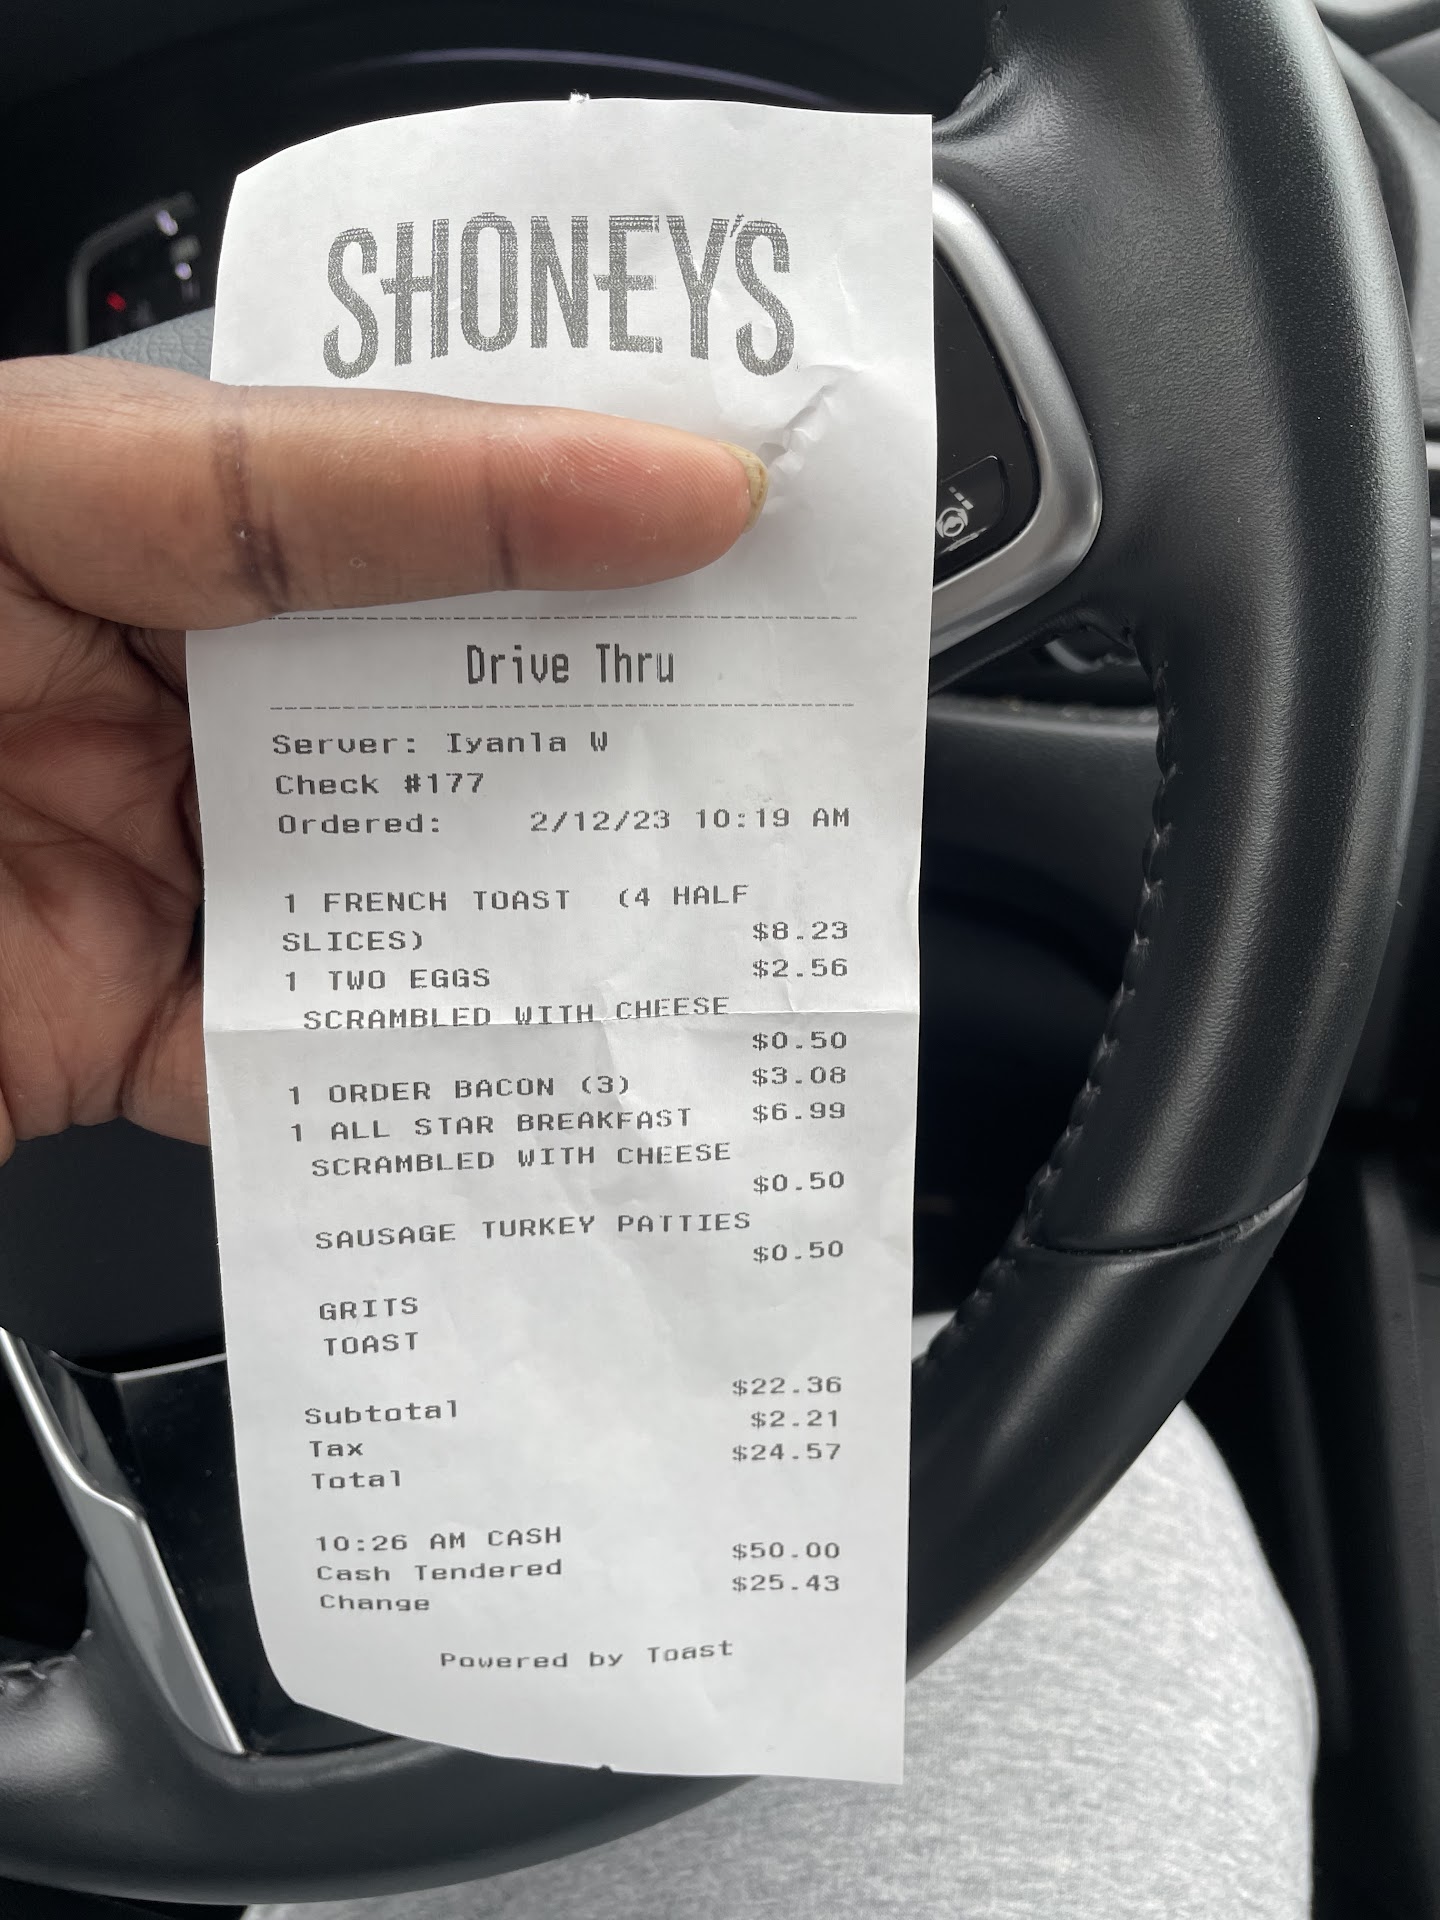 SHONEY'S
Drive Thru
Server: Iyanla W
Check #177
Ordered: 2/12/23 10:19 AM
1 FRENCH TOAST (4 HALF
SLICES) $8.23
1 TWO EGGS $2.56
SCRAMBLED WITH CHEESE
$0.50
1 ORDER BACON (3) $3.08
1 ALL STAR BREAKFAST $6.99
SCRAMBLED WITH CHEESE
$0.50
SAUSAGE TURKEY PATTIES
$0.50
GRITS
TOAST
Subtotal $22.36
Tax $2.21
Total $24.57
10:26 AM CASH
Cash Tendered $50.00
Change $25.43
Powered by Toast